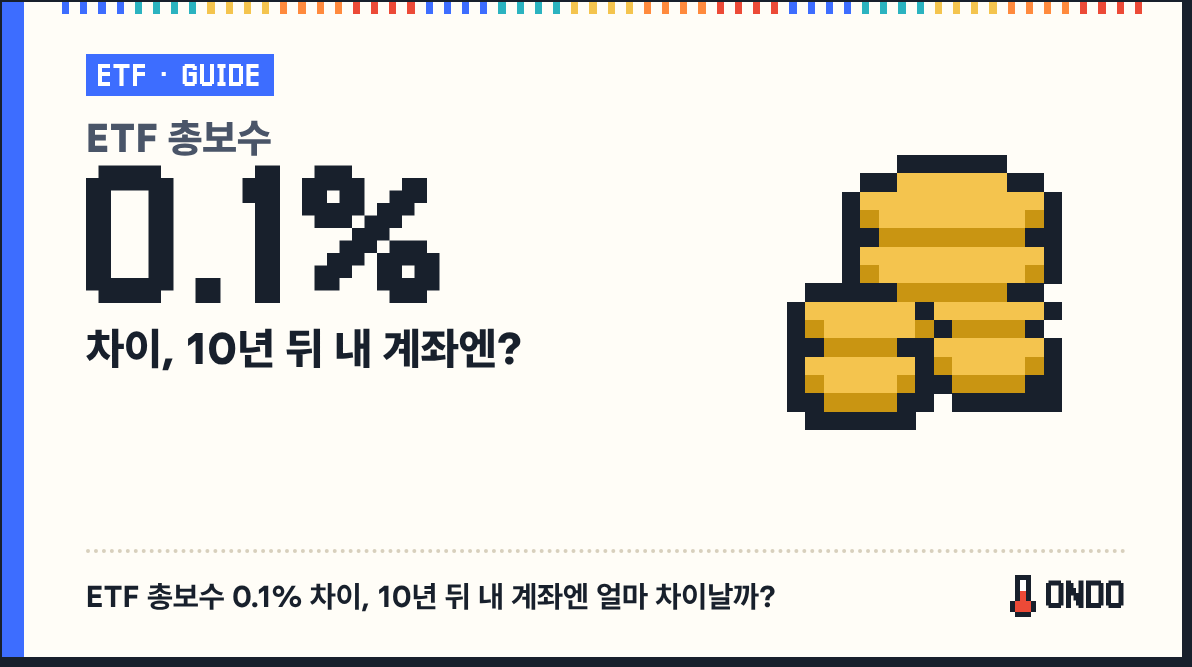 ETF · GUIDE
ETF 총보수
0.1%
차이, 10년 뒤 내 계좌엔?
ETF 총보수 0.1% 차이, 10년 뒤 내 계좌엔 얼마 차이날까?
ONDO